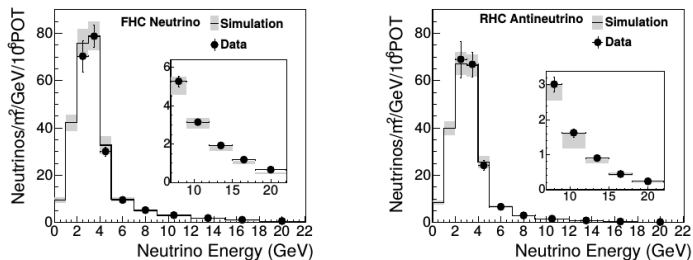 FHC Neutrino
Simulation
Data
Neutrinos/m²/GeV/10⁶POT
80
60
40
20
0
6
4
2
0
10
15
20
0 2 4 6 8 10 12 14 16 18 20 22
Neutrino Energy (GeV)
RHC Antineutrino
Simulation
Data
Neutrinos/m²/GeV/10⁶POT
80
60
40
20
0
3
2
1
0
10
15
20
0 2 4 6 8 10 12 14 16 18 20 22
Neutrino Energy (GeV)